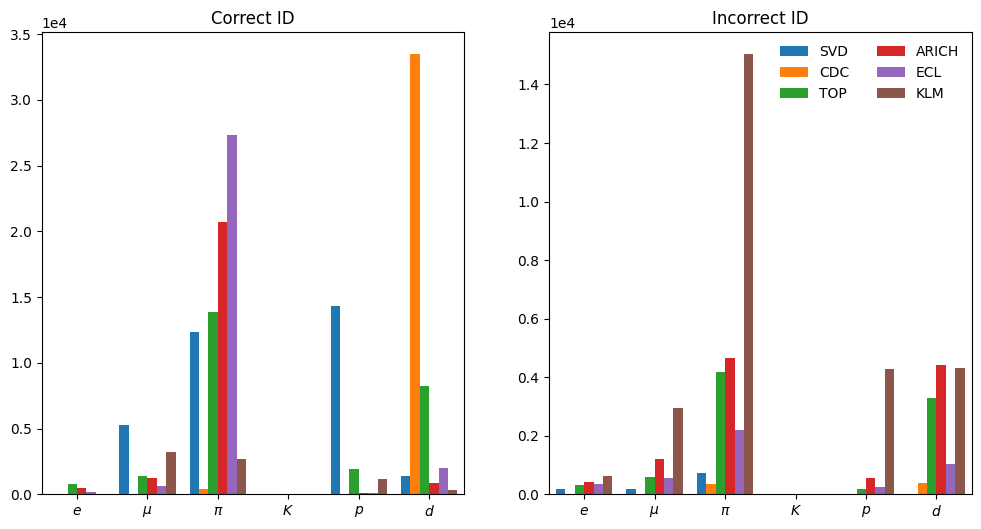 Correct ID
1e4
3.5
3.0
2.5
2.0
1.5
1.0
0.5
0.0
e μ π K p d
Incorrect ID
1e4
1.4
1.2
1.0
0.8
0.6
0.4
0.2
0.0
e μ π K p d
SVD ARICH
CDC ECL
TOP KLM